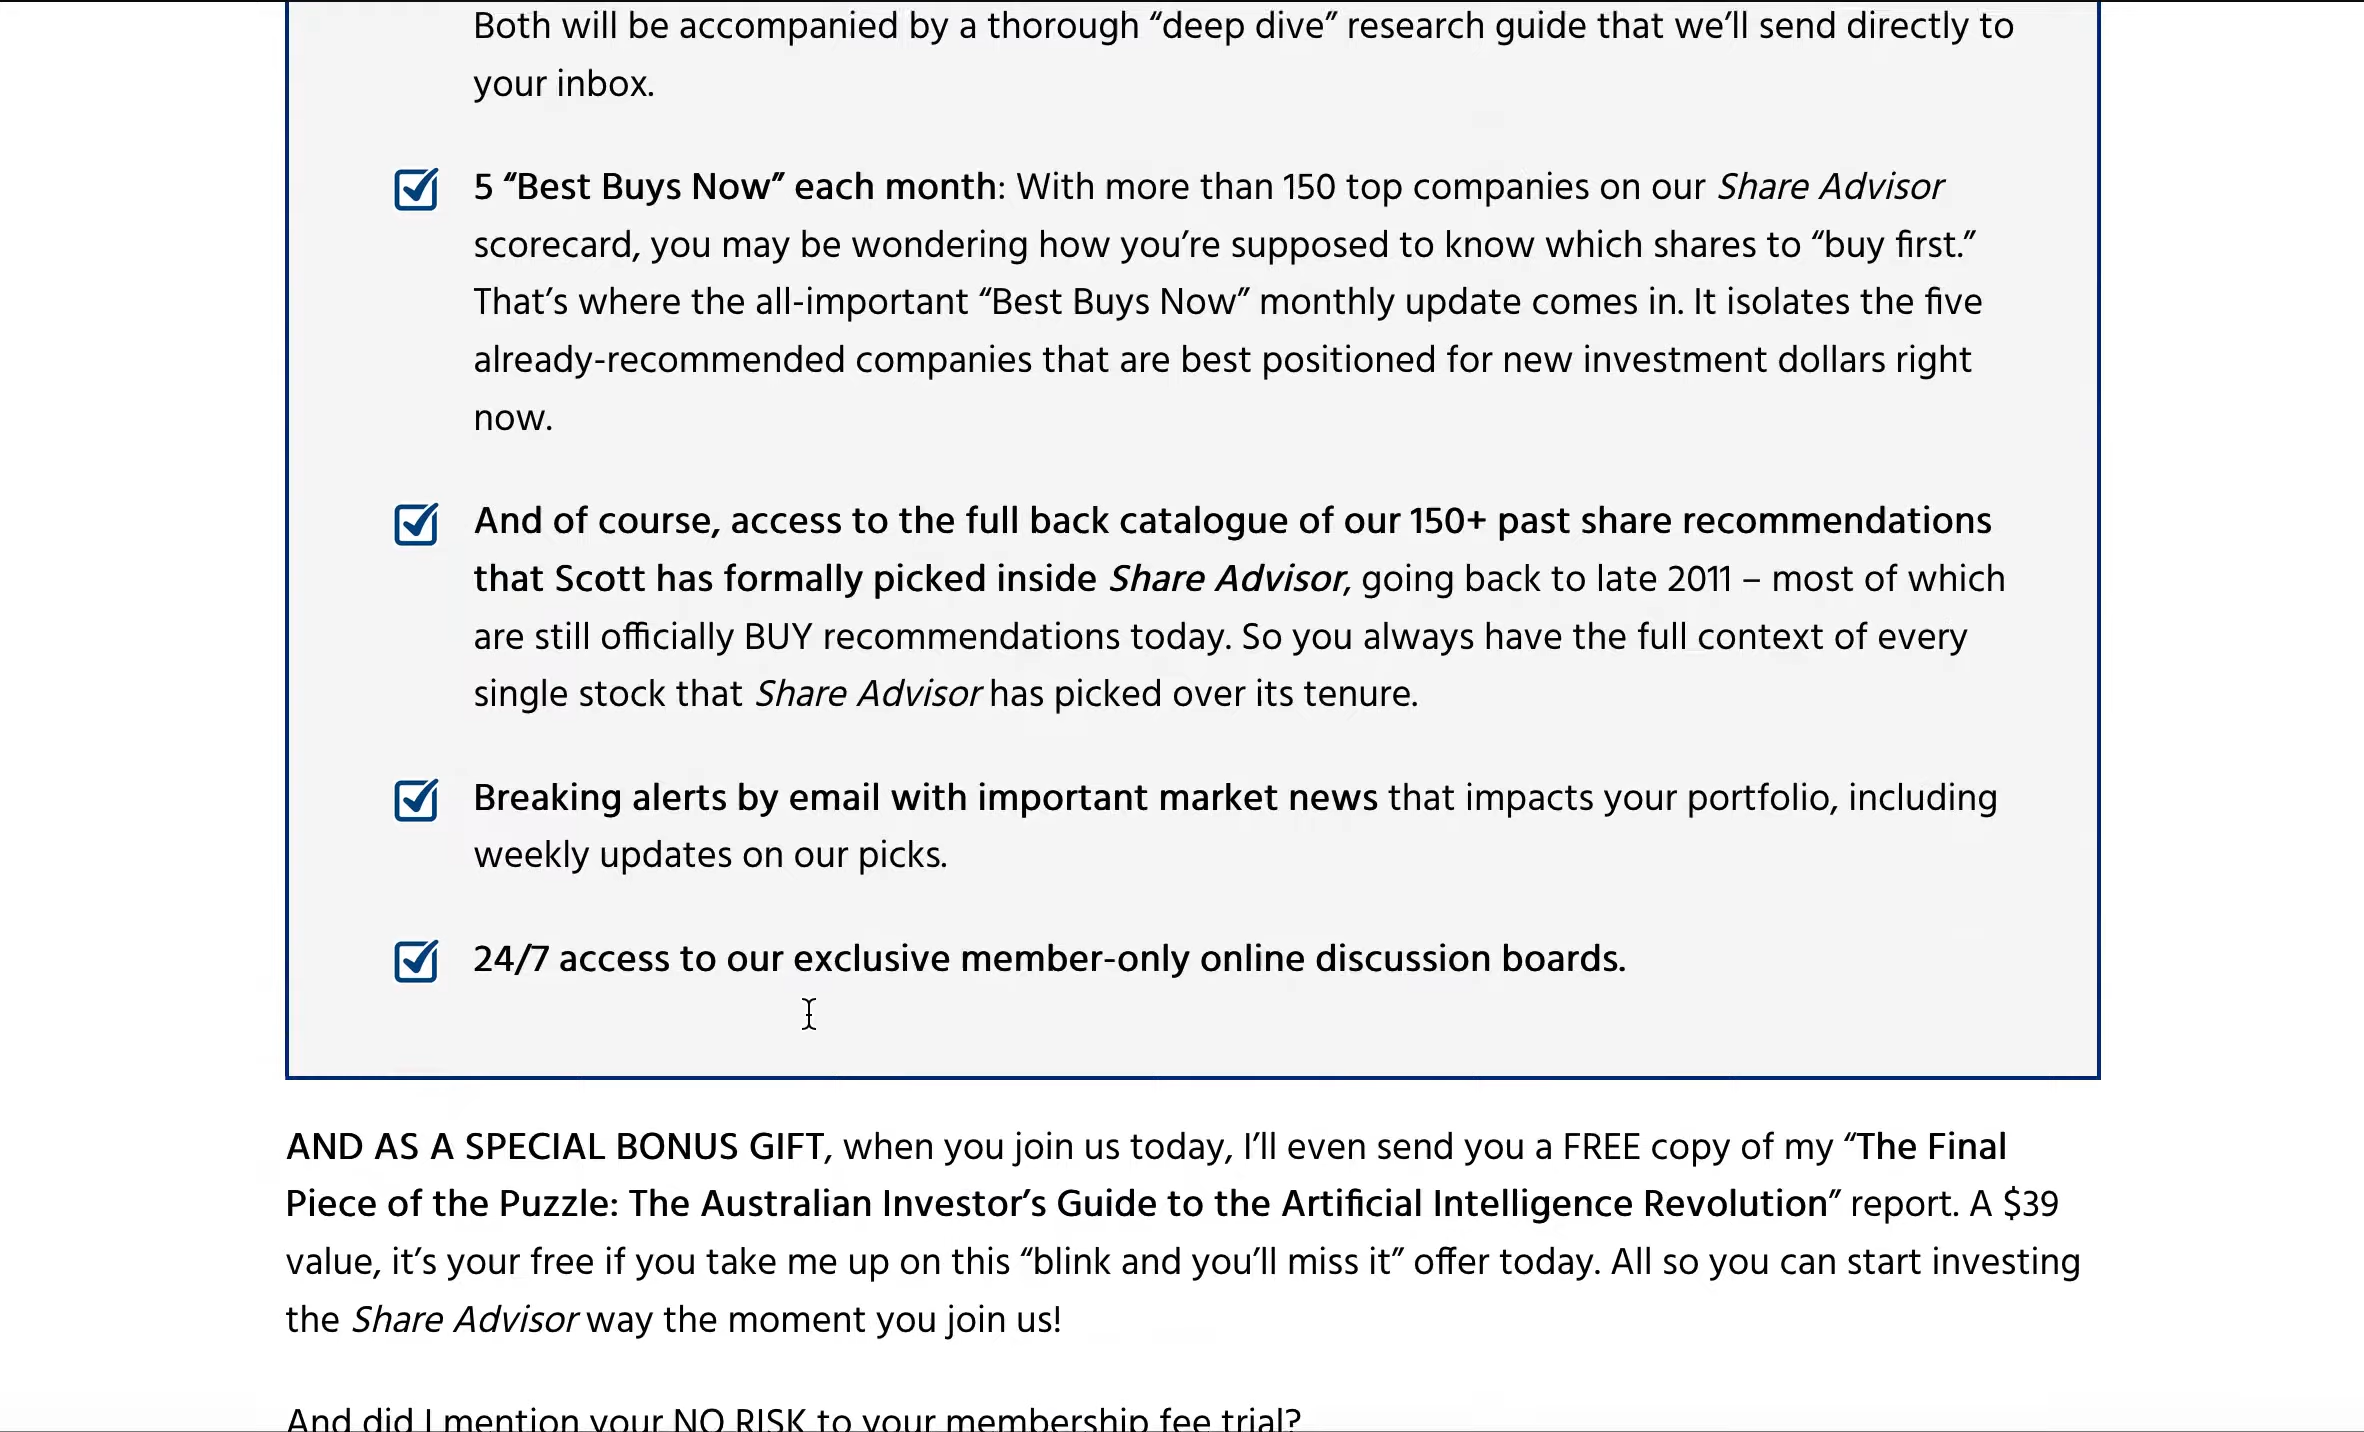 Both will be accompanied by a thorough “deep dive” research guide that we’ll send directly to
your inbox.
5 “Best Buys Now” each month: With more than 150 top companies on our Share Advisor
scorecard, you may be wondering how you’re supposed to know which shares to “buy first.”
That’s where the all-important “Best Buys Now” monthly update comes in. It isolates the five
already-recommended companies that are best positioned for new investment dollars right
now.
And of course, access to the full back catalogue of our 150+ past share recommendations
that Scott has formally picked inside Share Advisor, going back to late 2011 – most of which
are still officially BUY recommendations today. So you always have the full context of every
single stock that Share Advisor has picked over its tenure.
Breaking alerts by email with important market news that impacts your portfolio, including
weekly updates on our picks.
24/7 access to our exclusive member-only online discussion boards.
AND AS A SPECIAL BONUS GIFT, when you join us today, I’ll even send you a FREE copy of my “The Final
Piece of the Puzzle: The Australian Investor’s Guide to the Artificial Intelligence Revolution” report. A $39
value, it’s your free if you take me up on this “blink and you’ll miss it” offer today. All so you can start investing
the Share Advisor way the moment you join us!
And did I mention your NO RISK to your membership fee trial?